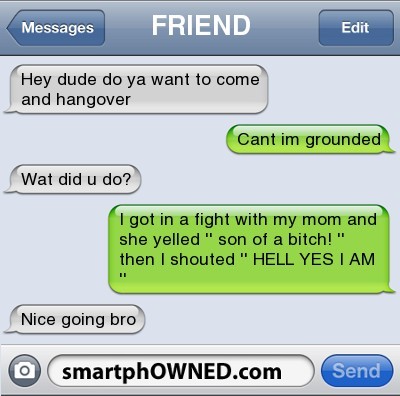 Messages
FRIEND
Edit
Hey dude do ya want to come
and hangover
Cant im grounded
Wat did u do?
I got in a fight with my mom and
she yelled " son of a bitch! "
then I shouted " HELL YES I AM
"
Nice going bro
smartphOWNED.com
Send